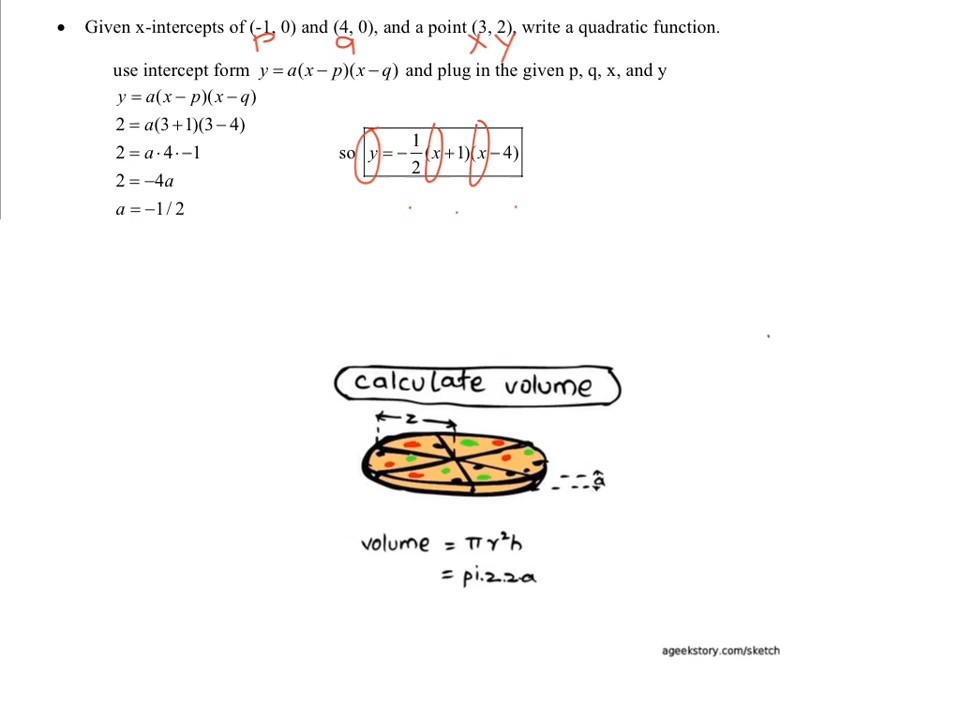 • Given x-intercepts of (-1, 0) and (4, 0), and a point (3, 2), write a quadratic function.
p q x y
use intercept form y = a(x − p)(x − q) and plug in the given p, q, x, and y
y = a(x − p)(x − q)
2 = a(3+1)(3−4)
2 = a·4·−1
2 = −4a
a = −1/2
so y = −1/2(x+1)(x−4)
calculate volume
z
a
volume = πr²h
= pi.z.z.a
ageekstory.com/sketch